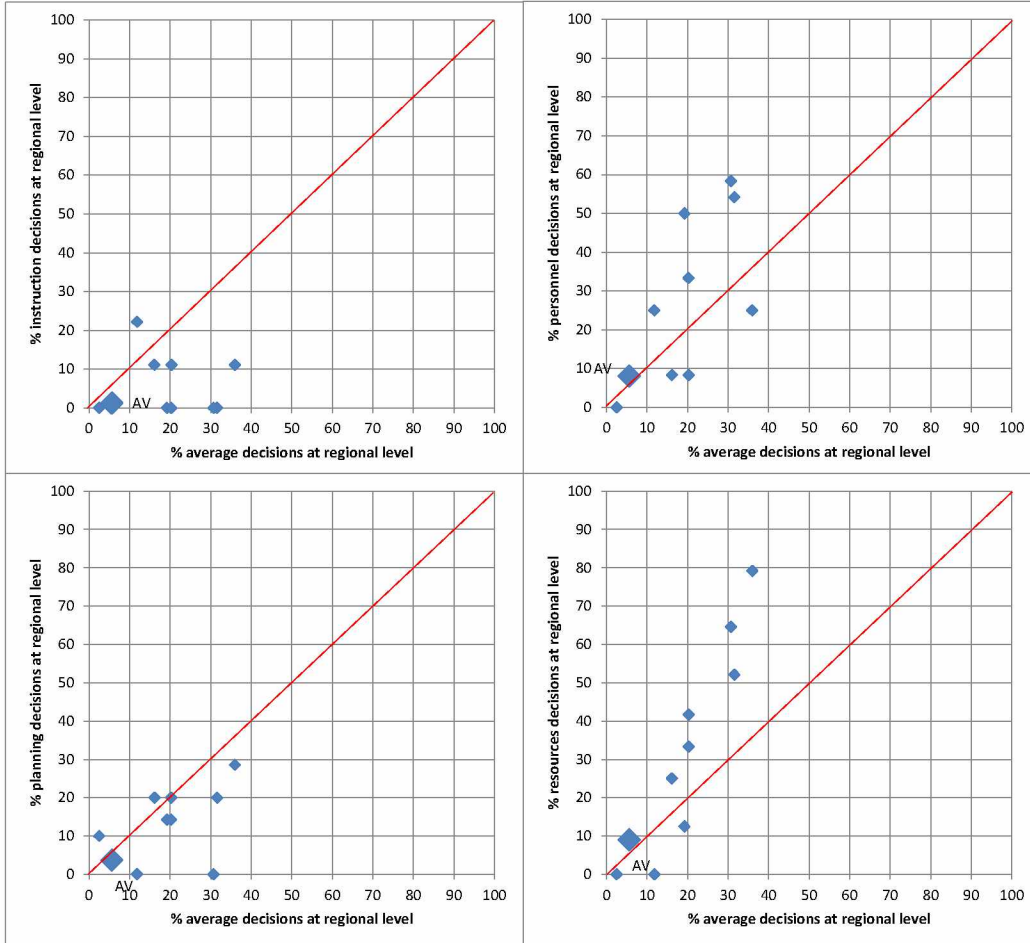 % instruction decisions at regional level
100
90
80
70
60
50
40
30
20
10
0
AV
0 10 20 30 40 50 60 70 80 90 100
% average decisions at regional level
% personnel decisions at regional level
100
90
80
70
60
50
40
30
20
10
0
AV
0 10 20 30 40 50 60 70 80 90 100
% average decisions at regional level
% planning decisions at regional level
100
90
80
70
60
50
40
30
20
10
0
AV
0 10 20 30 40 50 60 70 80 90 100
% average decisions at regional level
% resources decisions at regional level
100
90
80
70
60
50
40
30
20
10
0
AV
0 10 20 30 40 50 60 70 80 90 100
% average decisions at regional level